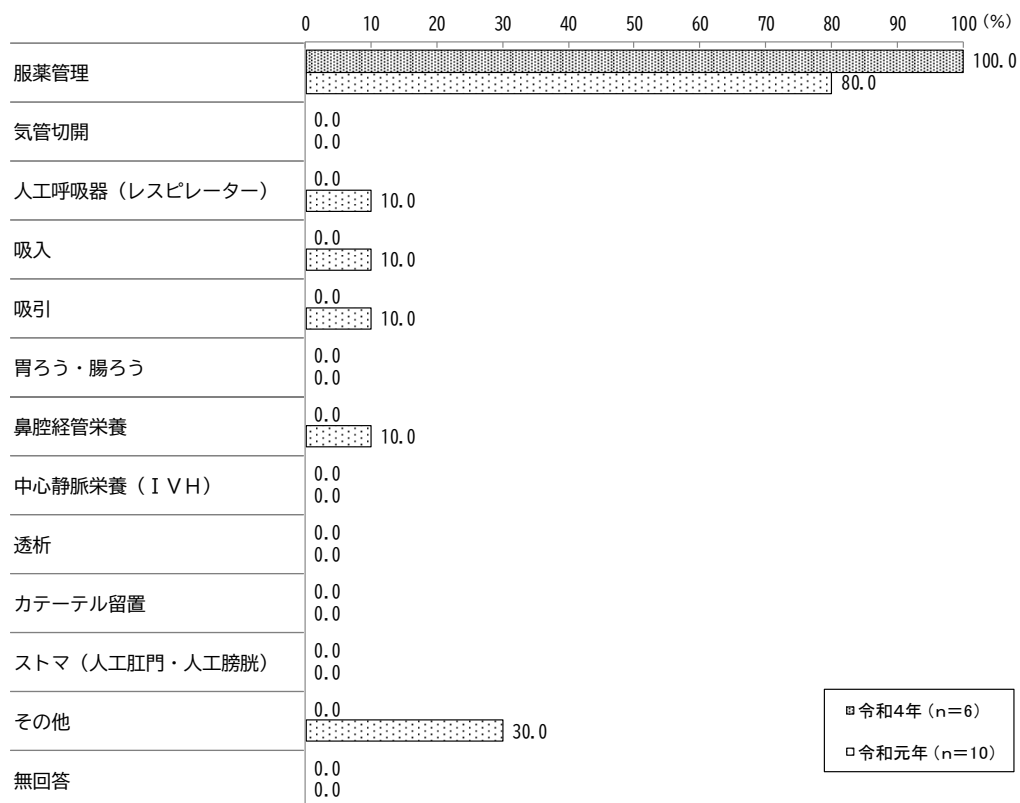 0 10 20 30 40 50 60 70 80 90 100 (%)
服薬管理
100.0
80.0
気管切開
0.0
0.0
人工呼吸器（レスピレーター）
0.0
10.0
吸入
0.0
10.0
吸引
0.0
10.0
胃ろう・腸ろう
0.0
0.0
鼻腔経管栄養
0.0
10.0
中心静脈栄養（ＩＶＨ）
0.0
0.0
透析
0.0
0.0
カテーテル留置
0.0
0.0
ストマ（人工肛門・人工膀胱）
0.0
0.0
その他
0.0
30.0
無回答
0.0
0.0
令和4年（n＝6）
令和元年（n＝10）